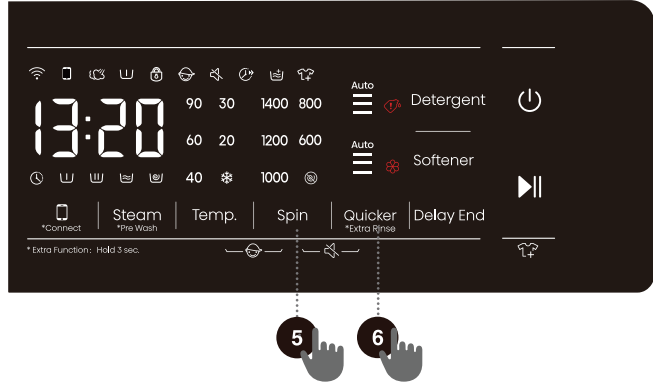 Auto
90 30 1400 800
Detergent
13:20
60 20 1200 600
Auto
Softener
40 1000
Steam Temp. Spin Quicker Delay End
*Connect *Pre Wash *Extra Rinse
* Extra Function: Hold 3 sec.
5 6